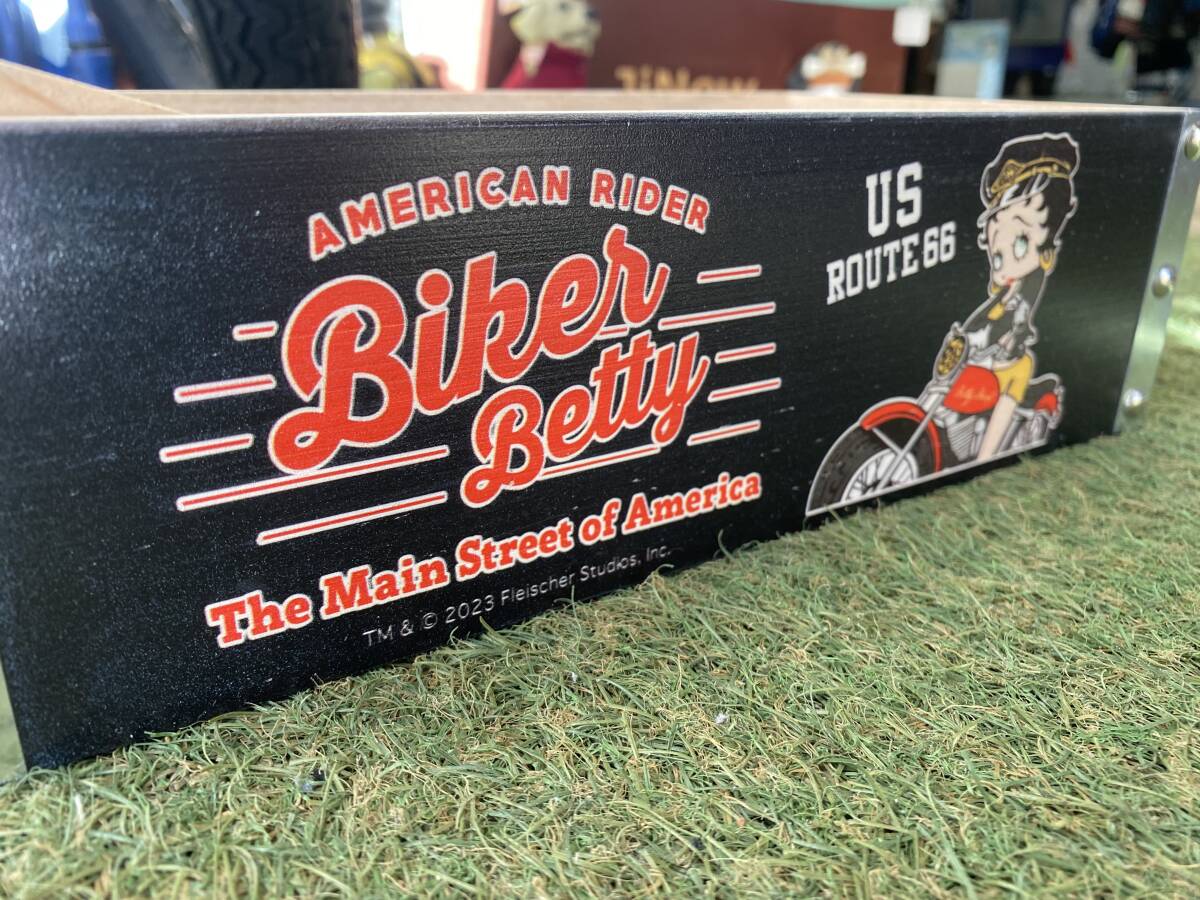 AMERICAN RIDER
Biker
Betty
The Main Street of America
TM & © 2023 Fleischer Studios, Inc.
US
ROUTE 66